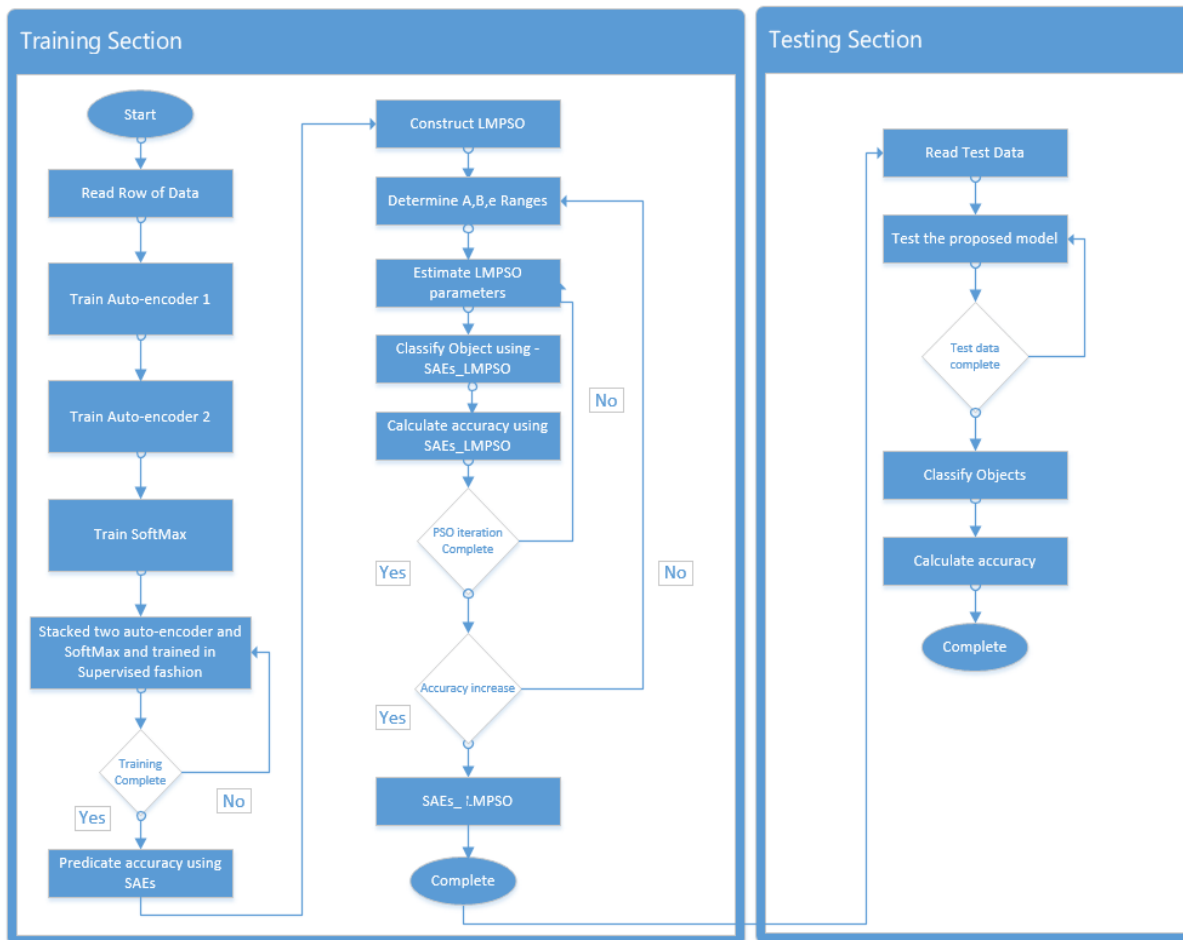 Training Section
Start
Read Row of Data
Train Auto-encoder 1
Train Auto-encoder 2
Train SoftMax
Stacked two auto-encoder and
SoftMax and trained in
Supervised fashion
Training
Complete
No
Yes
Predicate accuracy using
SAEs
Construct LMPSO
Determine A,B,e Ranges
Estimate LMPSO
parameters
Classify Object using -
SAEs_LMPSO
Calculate accuracy using
SAEs_LMPSO
No
PSO iteration
Complete
Yes
No
Accuracy increase
Yes
SAEs_ LMPSO
Complete
Testing Section
Read Test Data
Test the proposed model
Test data
complete
Classify Objects
Calculate accuracy
Complete